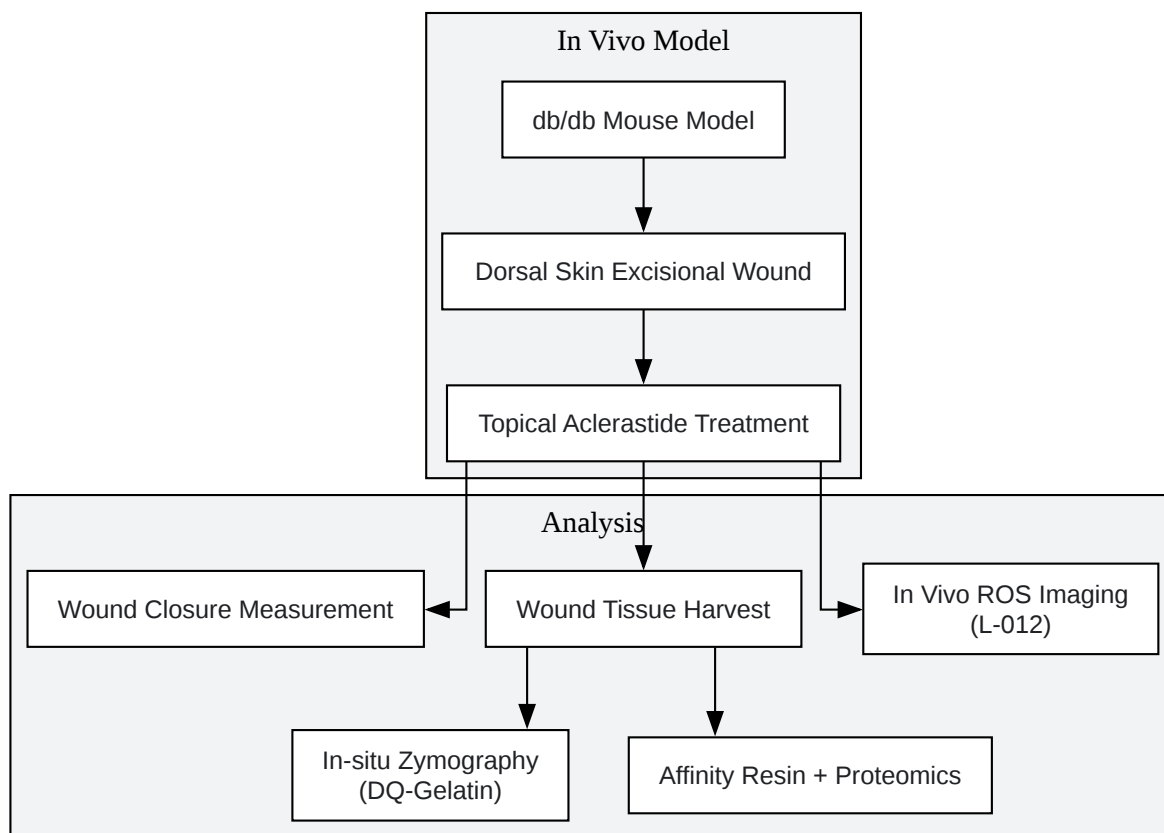 In Vivo Model
db/db Mouse Model
Dorsal Skin Excisional Wound
Topical Aclerastide Treatment
Analysis
Wound Closure Measurement
Wound Tissue Harvest
In Vivo ROS Imaging
(L-012)
In-situ Zymography
(DQ-Gelatin)
Affinity Resin + Proteomics